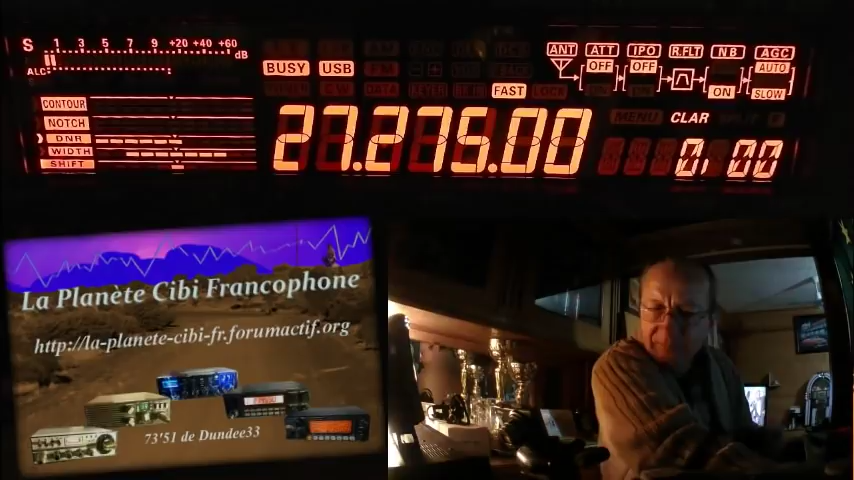 S 1 3 5 7 9 +20 +40 +60 dB
ALC
BUSY USB
FAST
ANT ATT IPO R.FLT NB AGC
OFF OFF AUTO
ON SLOW
CONTOUR
NOTCH
DNR
WIDTH
SHIFT
27.275.00
MENU CLAR
0.00
La Planète Cibi Francophone
http://la-planete-cibi-fr.forumactif.org
73'51 de Dundee33